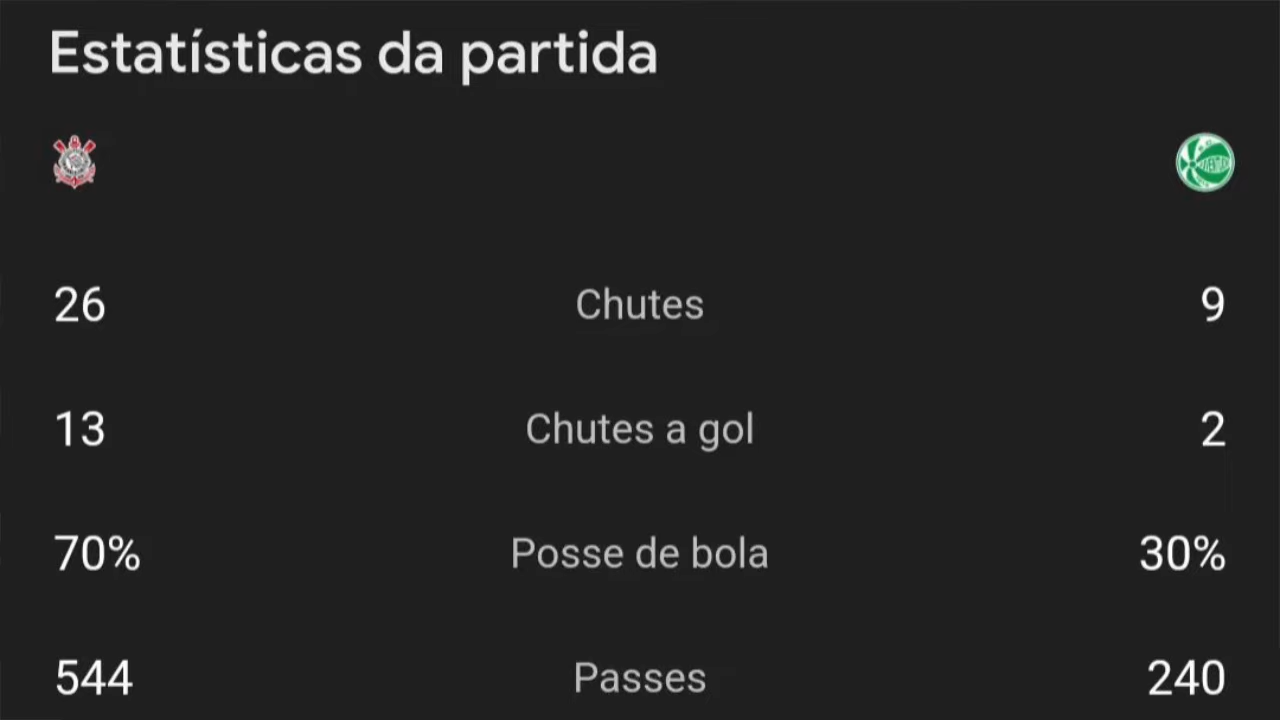 Estatísticas da partida
26 Chutes 9
13 Chutes a gol 2
70% Posse de bola 30%
544 Passes 240